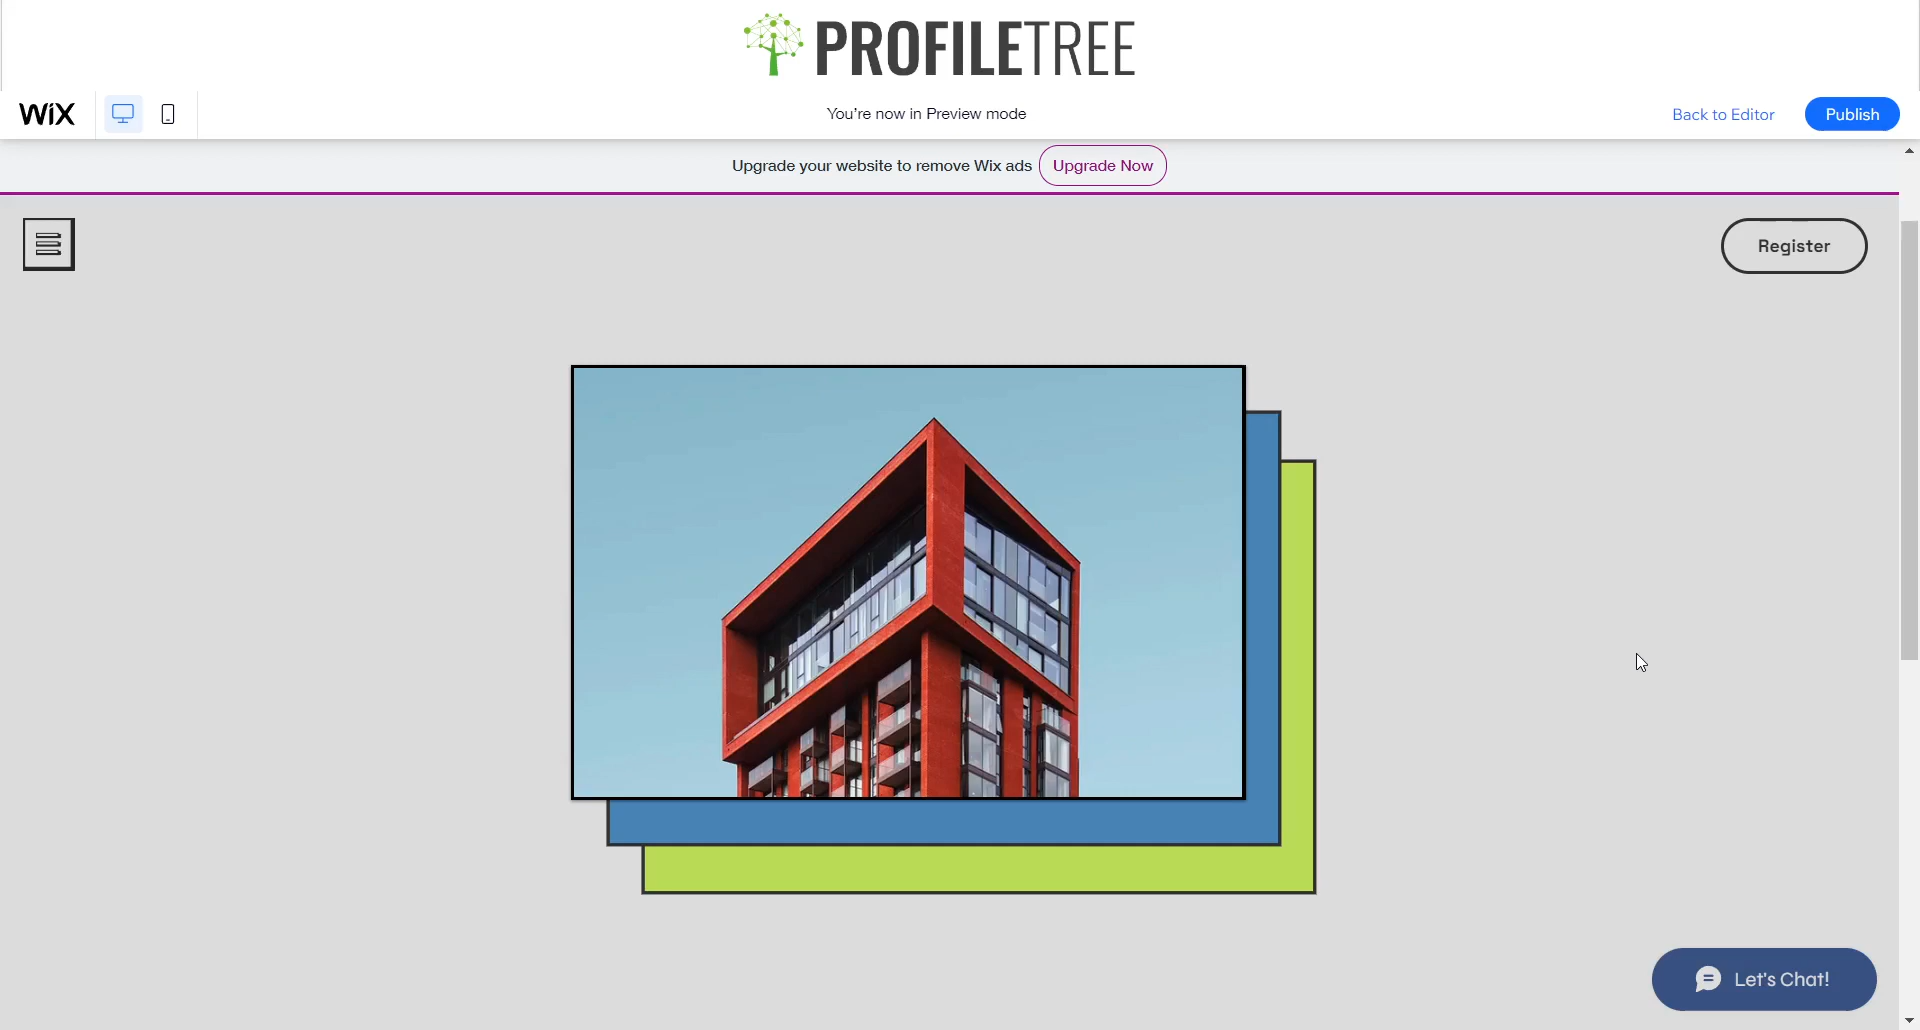 PROFILETREE
WiX
You're now in Preview mode
Back to Editor
Publish
Upgrade your website to remove Wix ads
Upgrade Now
Register
Let's Chat!